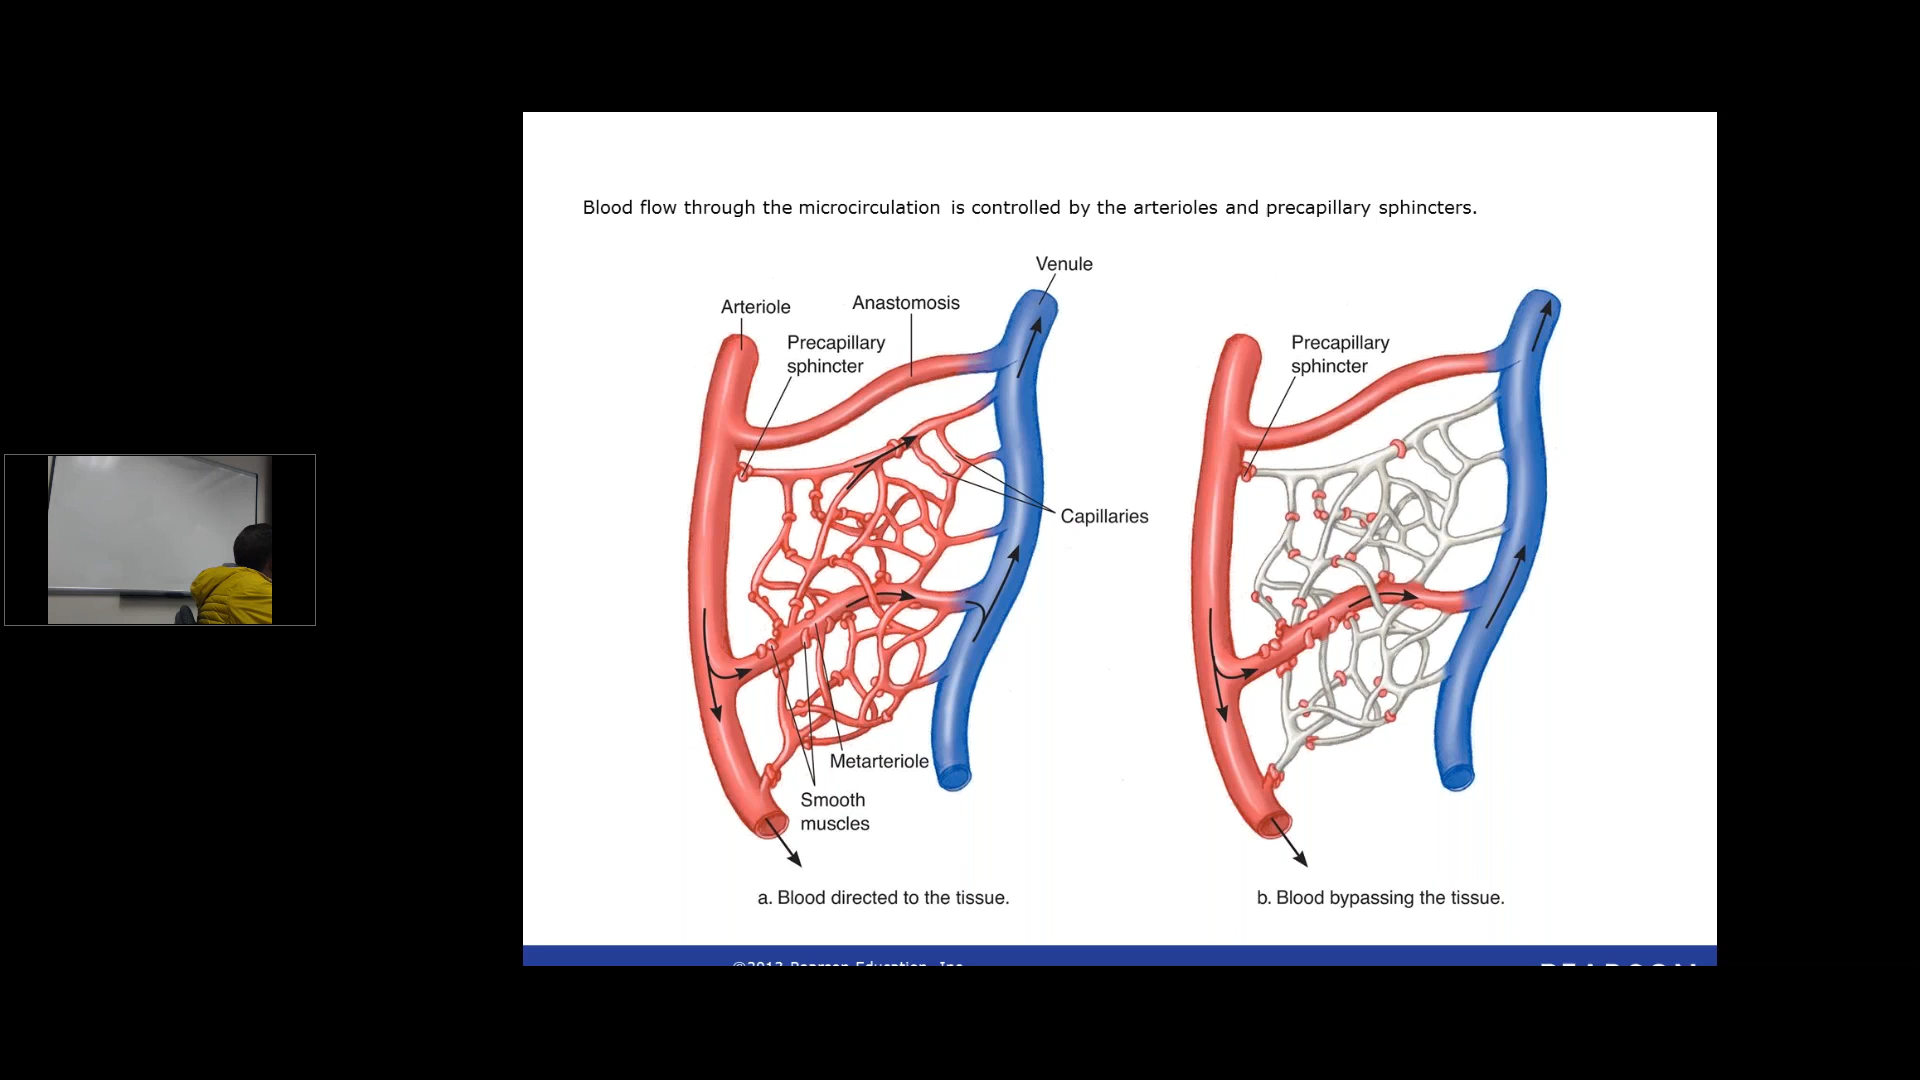 Blood flow through the microcirculation is controlled by the arterioles and precapillary sphincters.
Venule
Arteriole
Anastomosis
Precapillary
sphincter
Capillaries
Metarteriole
Smooth
muscles
a. Blood directed to the tissue.
Precapillary
sphincter
b. Blood bypassing the tissue.
©2013 Pearson Education, Inc.
PEARSON